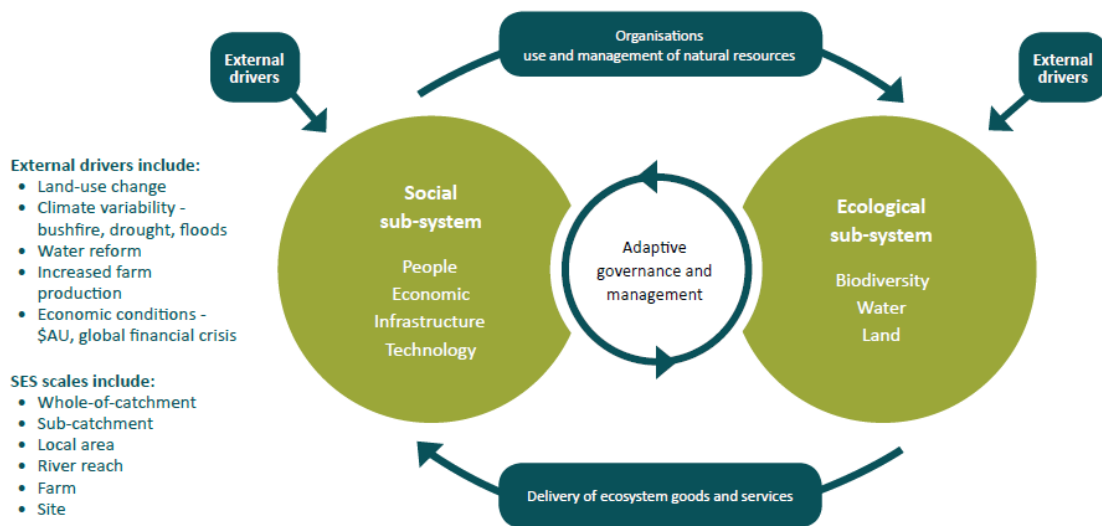 Organisations
use and management of natural resources
External
drivers
External
drivers
External drivers include:
• Land-use change
• Climate variability -
bushfire, drought, floods
• Water reform
• Increased farm
production
• Economic conditions -
$AU, global financial crisis
SES scales include:
• Whole-of-catchment
• Sub-catchment
• Local area
• River reach
• Farm
• Site
Social
sub-system
People
Economic
Infrastructure
Technology
Adaptive
governance and
management
Ecological
sub-system
Biodiversity
Water
Land
Delivery of ecosystem goods and services